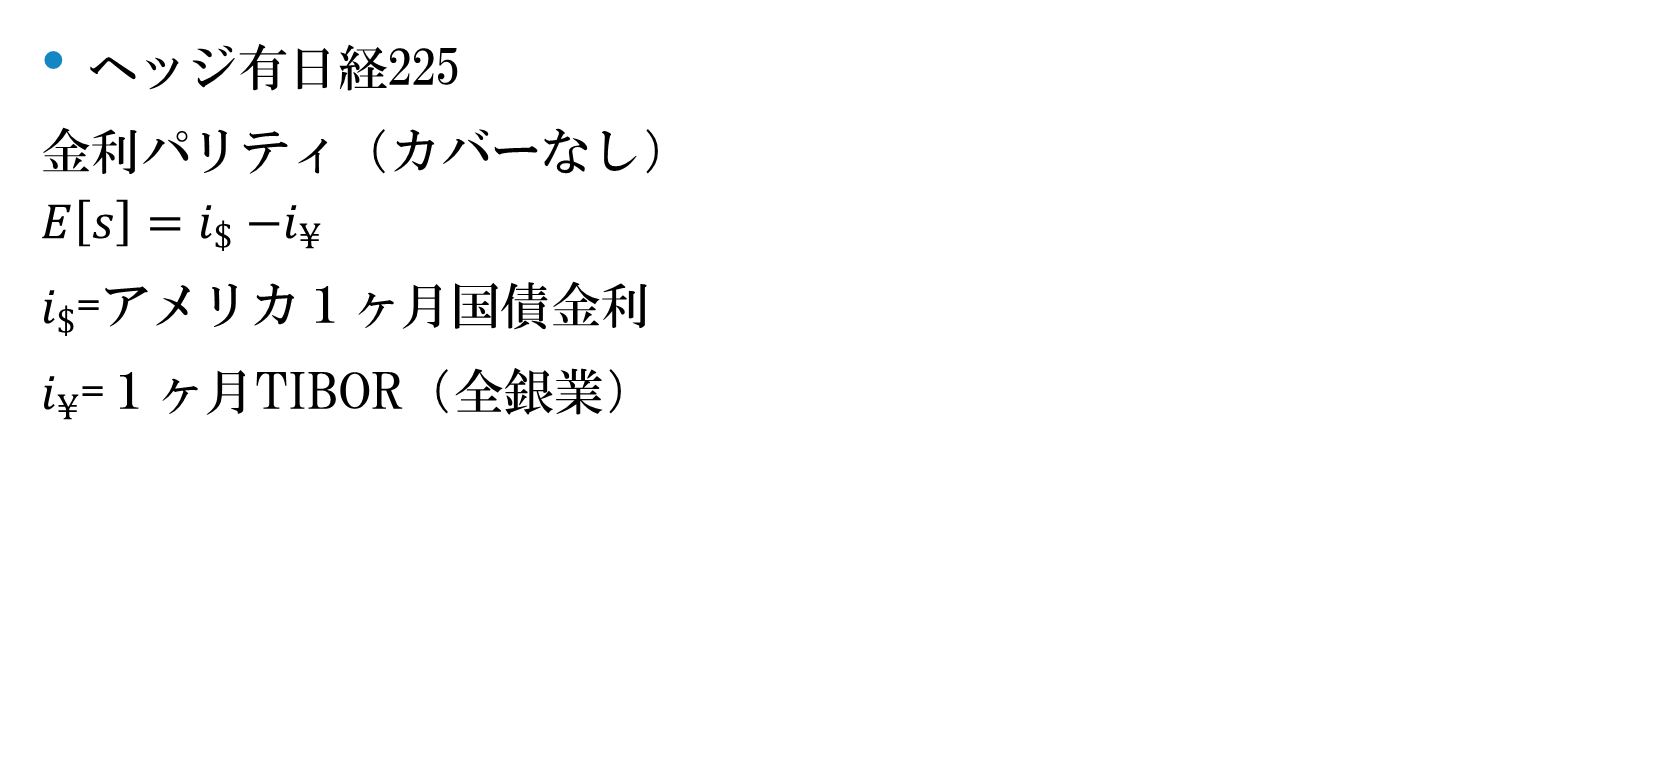 • ヘッジ有日経225
金利パリティ（カバーなし）
E[s] = i$ −i¥
i$=アメリカ１ヶ月国債金利
i¥=１ヶ月TIBOR（全銀業）